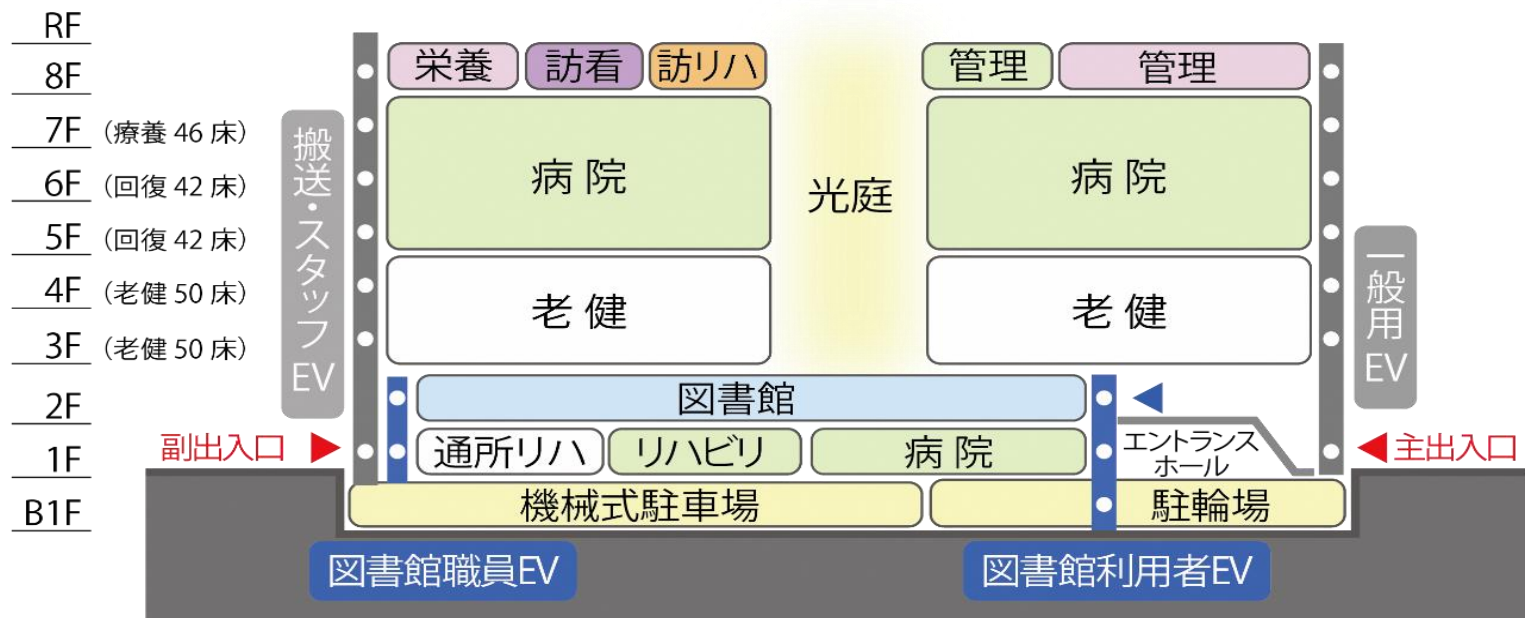 RF
8F
栄養 訪看 訪リハ 管理 管理
7F (療養 46 床)
6F (回復 42 床)
5F (回復 42 床)
病 院 光庭 病 院
4F (老健 50 床)
3F (老健 50 床)
老 健 老 健
搬送・スタッフ EV
一般用 EV
2F
図書館
副出入口
1F
通所リハ リハビリ 病 院
エントランス
ホール
主出入口
B1F
機械式駐車場 駐輪場
図書館職員EV 図書館利用者EV